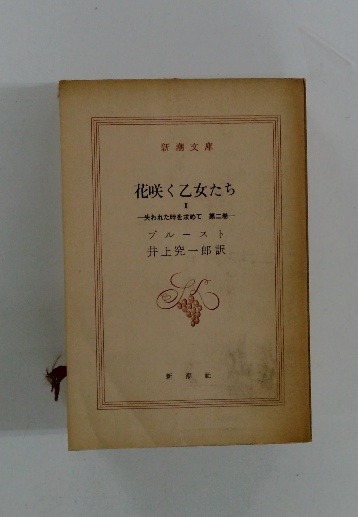 新潮文庫
花咲く乙女たち
II
―失われた時を求めて 第二巻―
プルースト
井上究一郎訳
新潮社